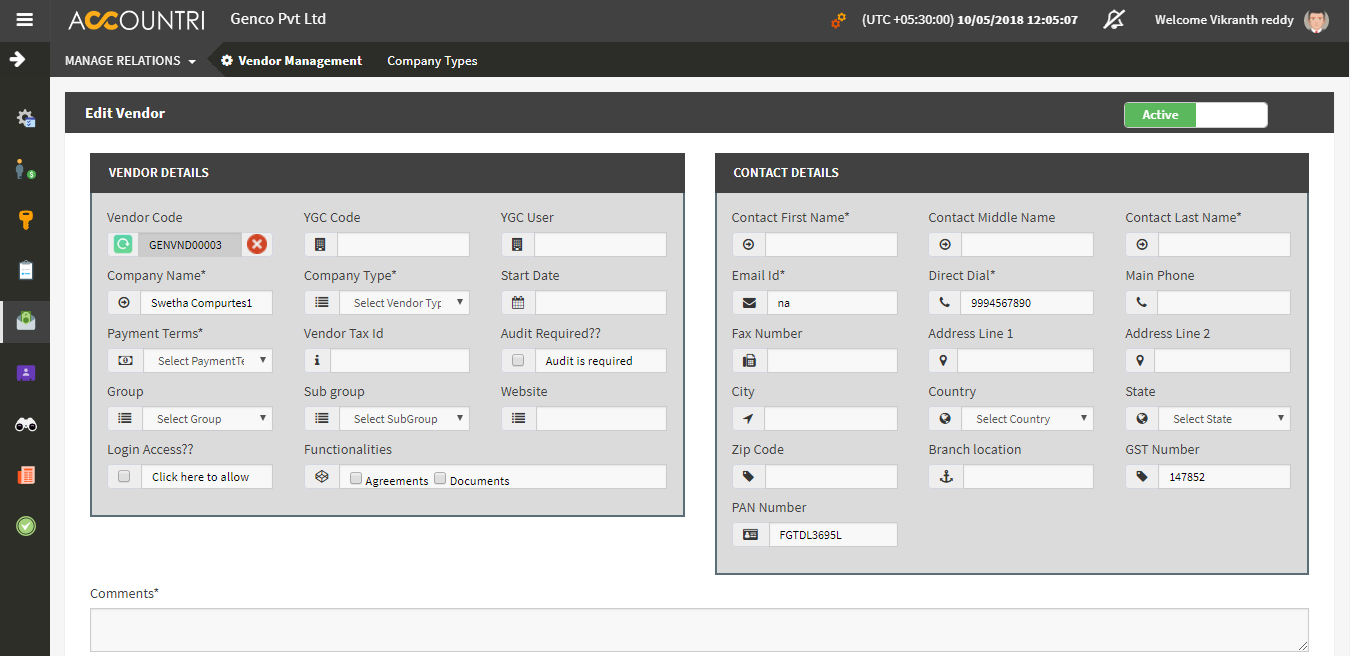 ACCOUNTRI Genco Pvt Ltd (UTC +05:30:00) 10/05/2018 12:05:07 Welcome Vikranth reddy
MANAGE RELATIONS Vendor Management Company Types
Edit Vendor Active
VENDOR DETAILS
Vendor Code YGC Code YGC User
GENVND00003
Company Name* Company Type* Start Date
Swetha Compurtes1 Select Vendor Typ
Payment Terms* Vendor Tax Id Audit Required??
Select PaymentTe Audit is required
Group Sub group Website
Select Group Select SubGroup
Login Access?? Functionalities
Click here to allow Agreements Documents
CONTACT DETAILS
Contact First Name* Contact Middle Name Contact Last Name*
Email Id* Direct Dial* Main Phone
na 9994567890
Fax Number Address Line 1 Address Line 2
City Country State
Select Country Select State
Zip Code Branch location GST Number
147852
PAN Number
FGTDL3695L
Comments*